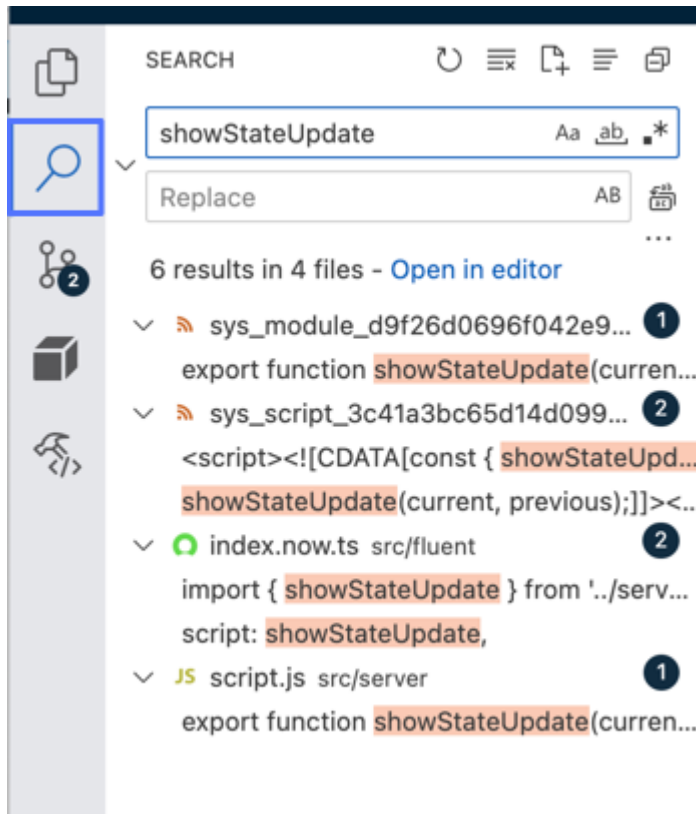 SEARCH
showStateUpdate Aa ab .*
Replace AB
...
6 results in 4 files - Open in editor
sys_module_d9f26d0696f042e9... 1
export function showStateUpdate(curren...
sys_script_3c41a3bc65d14d099... 2
<script><![CDATA[const { showStateUpd...
showStateUpdate(current, previous);]]><...
2 index.now.ts src/fluent 2
import { showStateUpdate } from '../serv...
script: showStateUpdate,
JS script.js src/server 1
export function showStateUpdate(curren...